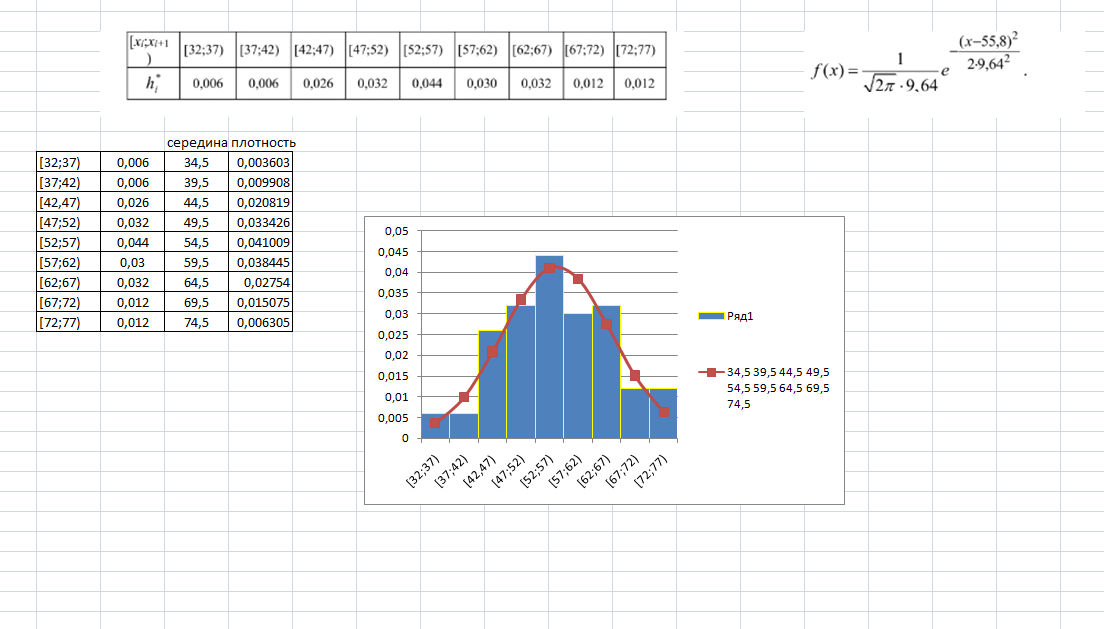 [xi;xi+1) [32;37) [37;42) [42;47) [47;52) [52;57) [57;62) [62;67) [67;72) [72;77)
h*i 0,006 0,006 0,026 0,032 0,044 0,030 0,032 0,012 0,012
f(x) = 1/(√2π · 9,64) e^(−(x−55,8)²/(2·9,64²)) .
середина плотность
[32;37) 0,006 34,5 0,003603
[37;42) 0,006 39,5 0,009908
[42,47) 0,026 44,5 0,020819
[47;52) 0,032 49,5 0,033426
[52;57) 0,044 54,5 0,041009
[57;62) 0,03 59,5 0,038445
[62;67) 0,032 64,5 0,02754
[67;72) 0,012 69,5 0,015075
[72;77) 0,012 74,5 0,006305
0,05
0,045
0,04
0,035
0,03
0,025
0,02
0,015
0,01
0,005
0
[32;37) [37;42) [42,47) [47;52) [52;57) [57;62) [62;67) [67;72) [72;77)
Ряд1
34,5 39,5 44,5 49,5
54,5 59,5 64,5 69,5
74,5